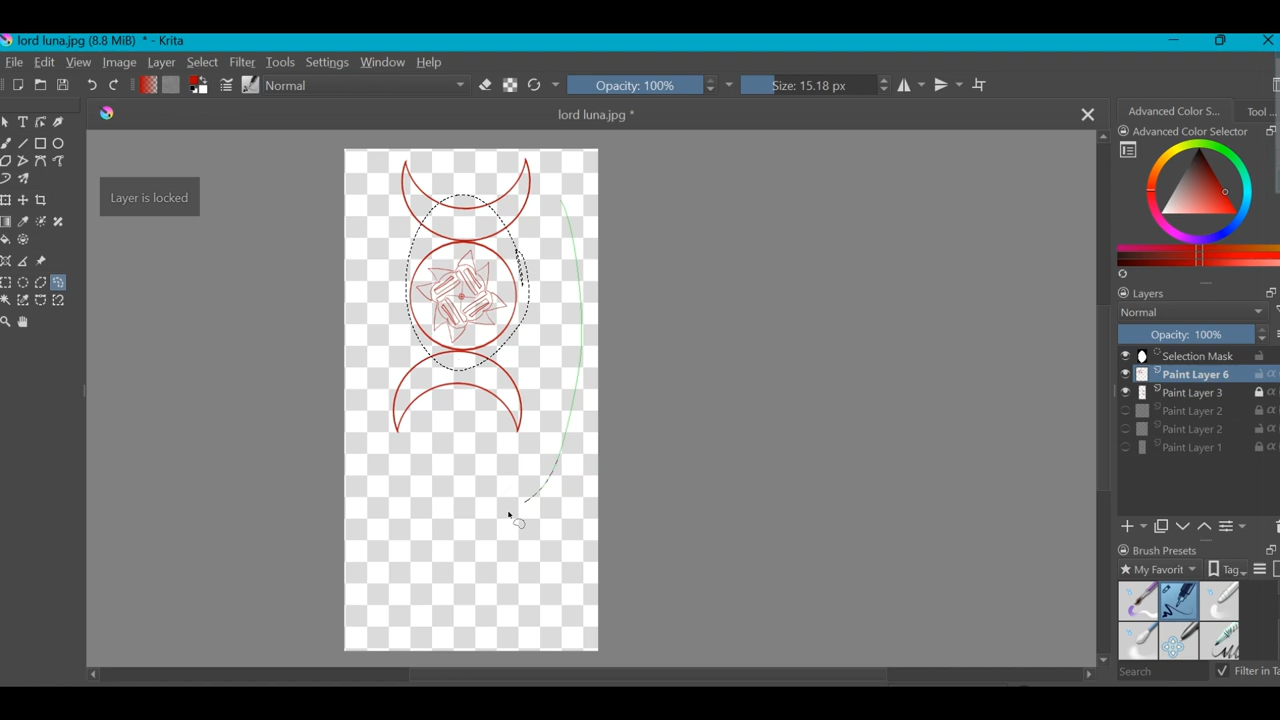 lord luna.jpg (8.8 MiB) * - Krita
File Edit View Image Layer Select Filter Tools Settings Window Help
Normal Opacity: 100% Size: 15.18 px
lord luna.jpg *
Advanced Color S... Tool ...
Advanced Color Selector
Layer is locked
Layers
Normal
Opacity: 100%
Selection Mask
Paint Layer 6
Paint Layer 3
Paint Layer 2
Paint Layer 2
Paint Layer 1
Brush Presets
★ My Favorit Tag
Search Filter in Ta